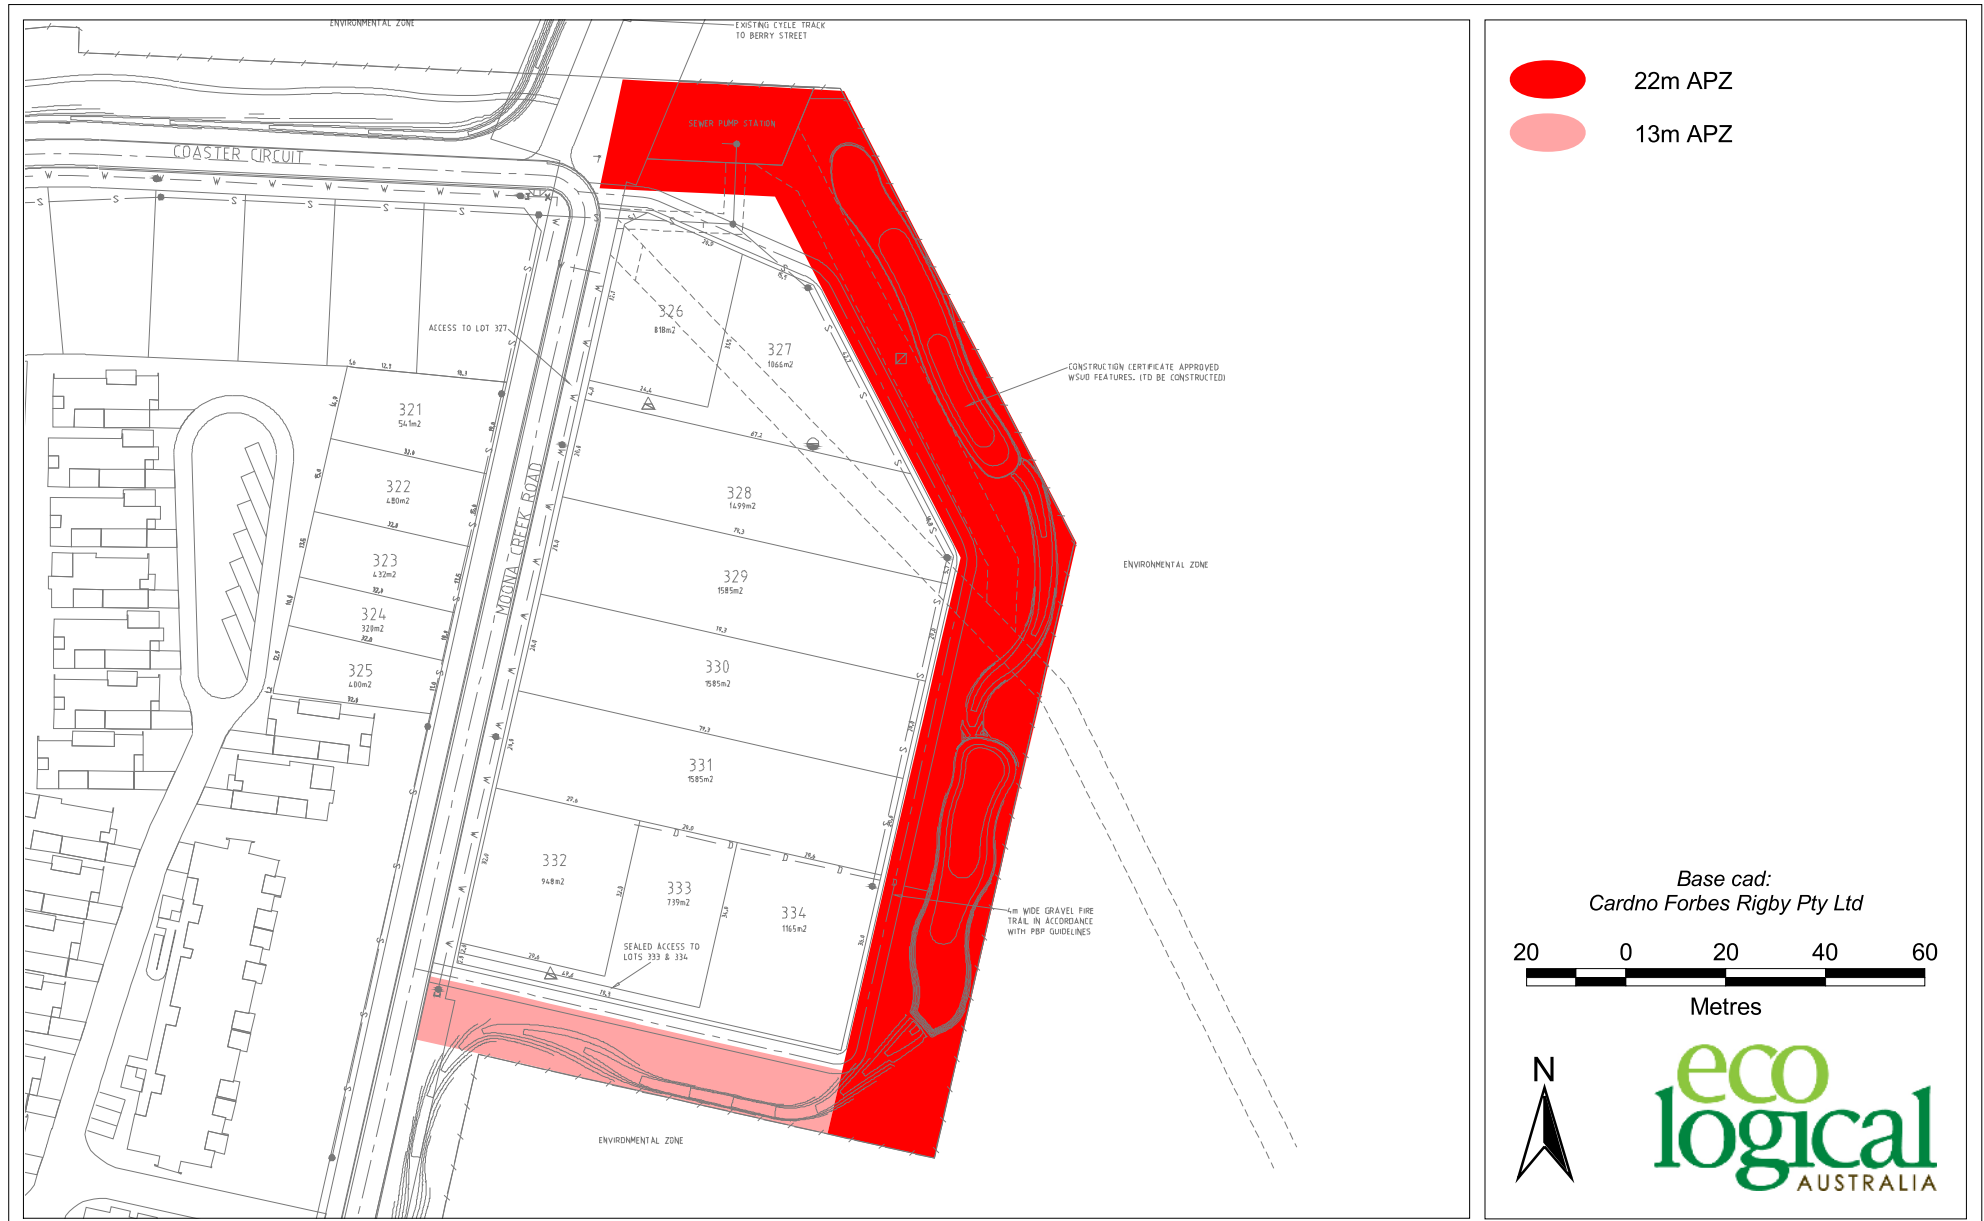 ENVIRONMENTAL ZONE
EXISTING CYCLE TRACK
TO BERRY STREET
SEWER PUMP STATION
COASTER CIRCUIT
ACCESS TO LOT 327
MOONA CREEK ROAD
321
541m2
322
480m2
323
432m2
324
320m2
325
400m2
326
818m2
327
1066m2
328
1499m2
329
1585m2
330
1585m2
331
1585m2
332
948m2
333
739m2
334
1165m2
CONSTRUCTION CERTIFICATE APPROVED
WSUD FEATURES. (TO BE CONSTRUCTED)
ENVIRONMENTAL ZONE
4m WIDE GRAVEL FIRE
TRAIL IN ACCORDANCE
WITH PBP GUIDELINES
SEALED ACCESS TO
LOTS 333 & 334
ENVIRONMENTAL ZONE
22m APZ
13m APZ
Base cad:
Cardno Forbes Rigby Pty Ltd
20 0 20 40 60
Metres
N
eco
logical
AUSTRALIA